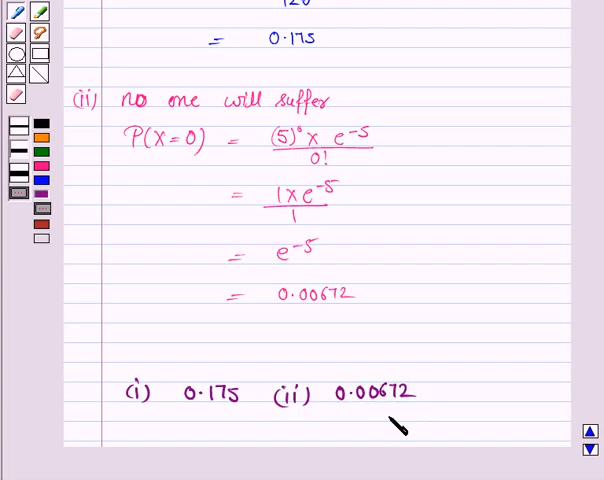 120
= 0.175
(ii) no one will suffer
P(X=0) = (5)⁰ x e⁻⁵
0!
= 1 x e⁻⁵
1
= e⁻⁵
= 0.00672
(i) 0.175 (ii) 0.00672